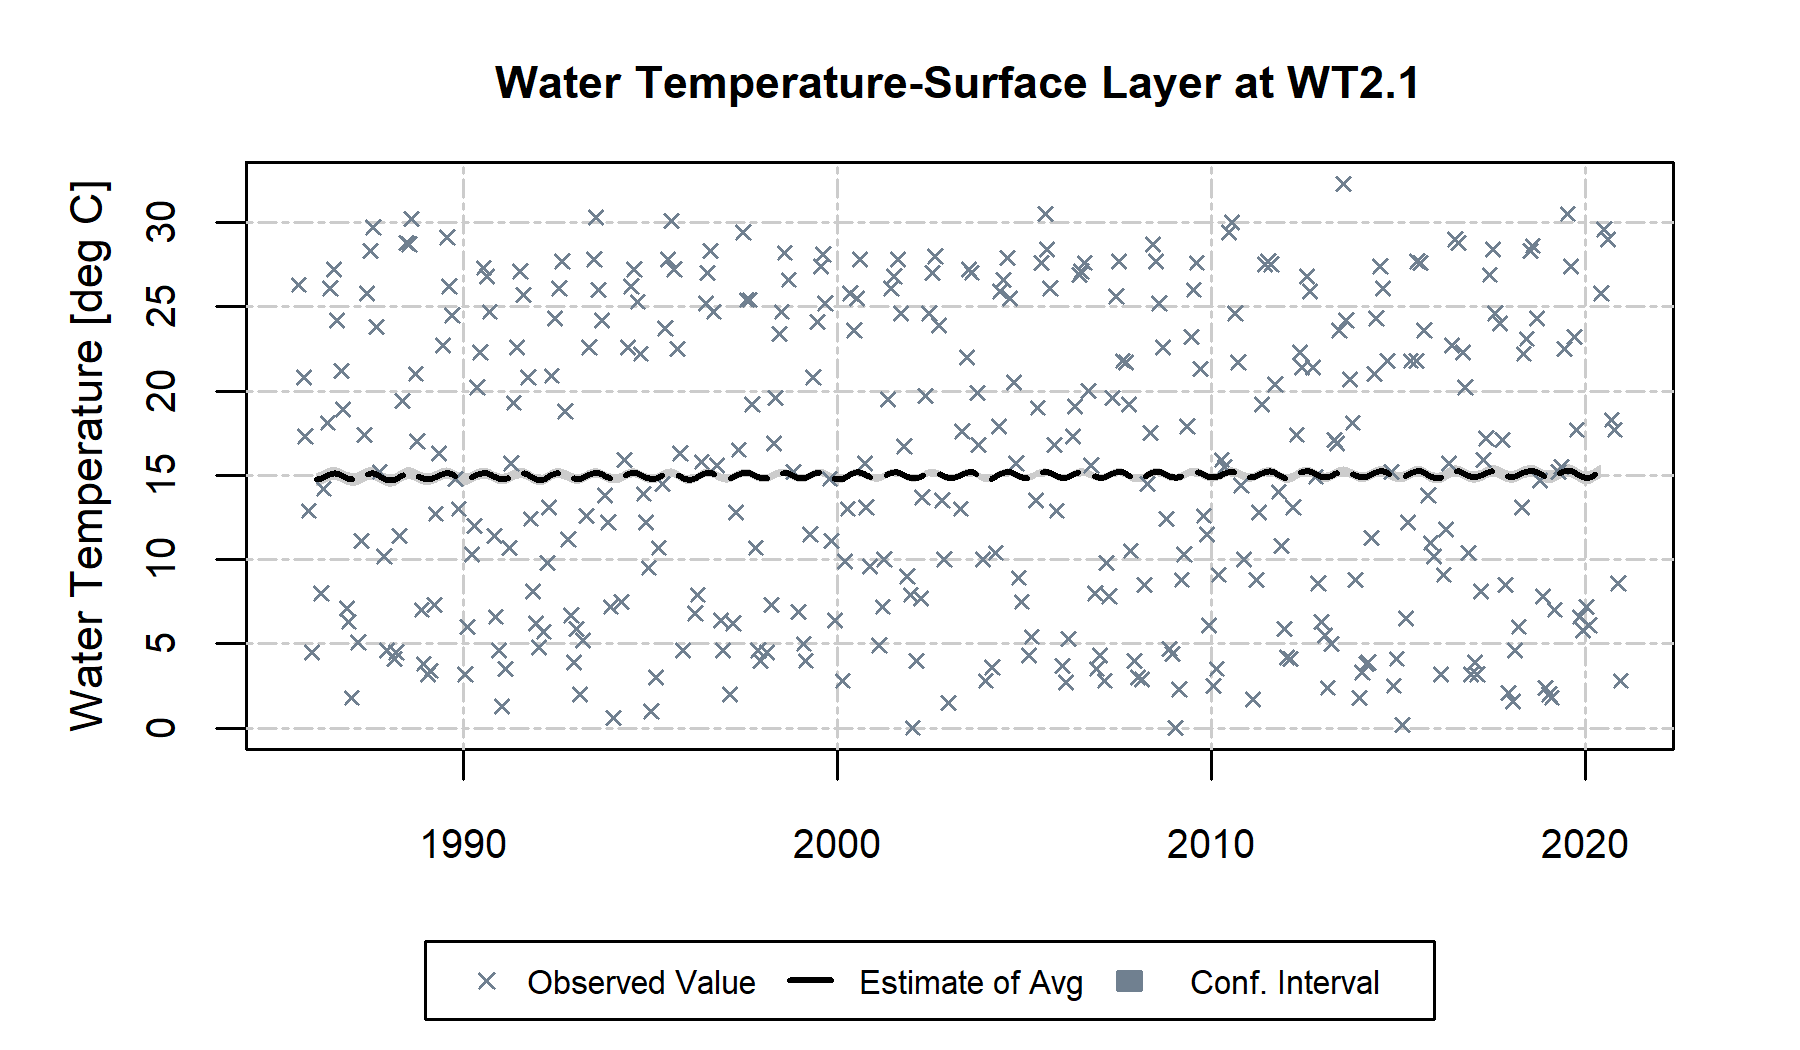 Water Temperature-Surface Layer at WT2.1
Water Temperature [deg C]
30
25
20
15
10
5
0
1990 2000 2010 2020
Observed Value Estimate of Avg Conf. Interval